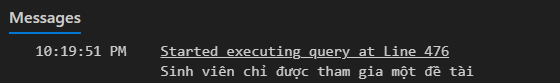 Messages
10:19:51 PM Started executing query at Line 476
Sinh viên chỉ được tham gia một đề tài